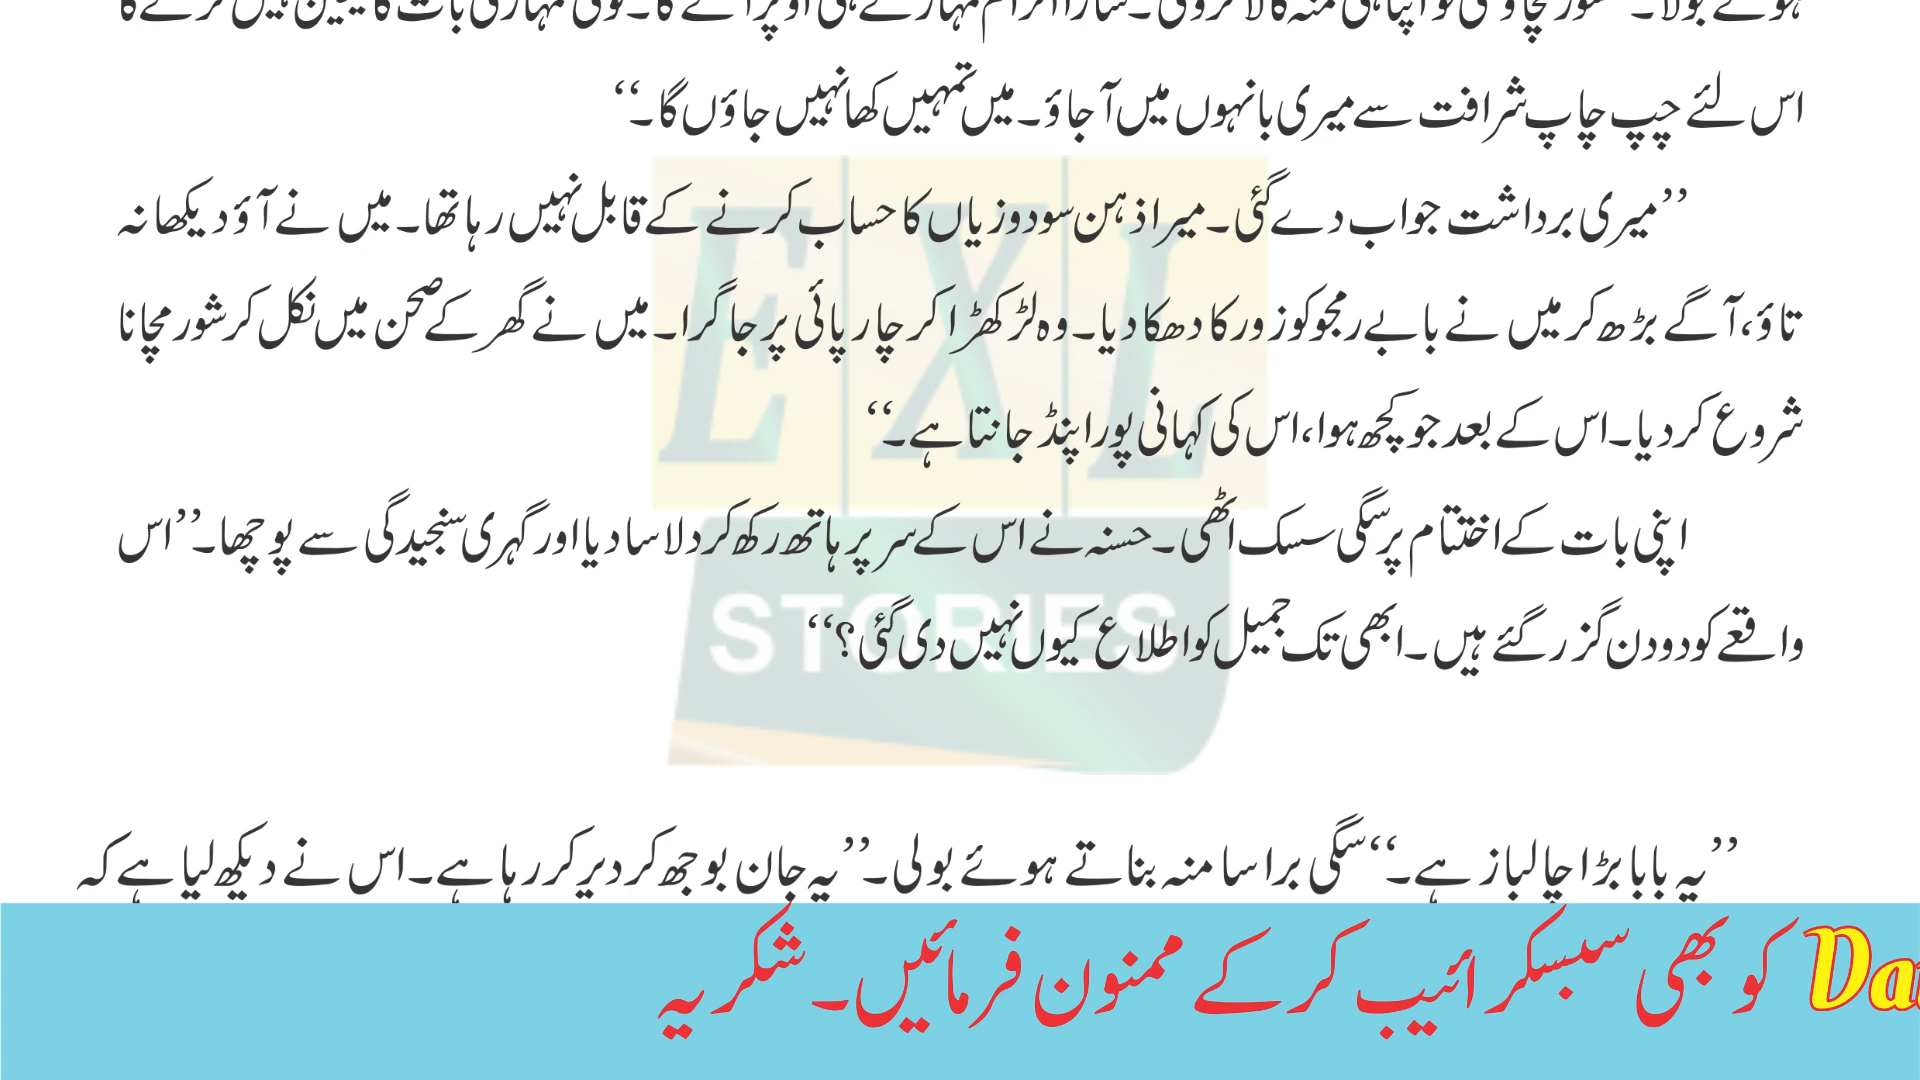 ہوئے بولا۔
اس لئے چپ چاپ شرافت سے میری بانہوں میں آ جاؤ۔ میں تمہیں کھا نہیں جاؤں گا۔‘‘
’’میری برداشت جواب دے گئی۔ میرا ذہن سود و زیاں کا حساب کرنے کے قابل نہیں رہا تھا۔ میں نے آؤ دیکھا نہ
تاؤ، آگے بڑھ کر میں نے بابے رمجو کو زور کا دھکا دیا۔ وہ لڑکھڑا کر چارپائی پر جا گرا۔ میں نے گھر کے صحن میں نکل کر شور مچانا
شروع کر دیا۔ اس کے بعد جو کچھ ہوا، اس کی کہانی پورا پنڈ جانتا ہے۔‘‘
اپنی بات کے اختتام پر سگی سسک اٹھی۔ حسنہ نے اس کے سر پر ہاتھ رکھ کر دلاسا دیا اور گہری سنجیدگی سے پوچھا۔ ’’اس
واقعے کو دو دن گزر گئے ہیں۔ ابھی تک جمیل کو اطلاع کیوں نہیں دی گئی؟‘‘
’’یہ بابا بڑا چالباز ہے۔‘‘ سگی برا سا منہ بناتے ہوئے بولی۔ ’’یہ جان بوجھ کر دیر کر رہا ہے۔ اس نے دیکھ لیا ہے کہ
EXL
STORIES
Da کو بھی سبسکرائیب کرکے ممنون فرمائیں۔ شکریہ